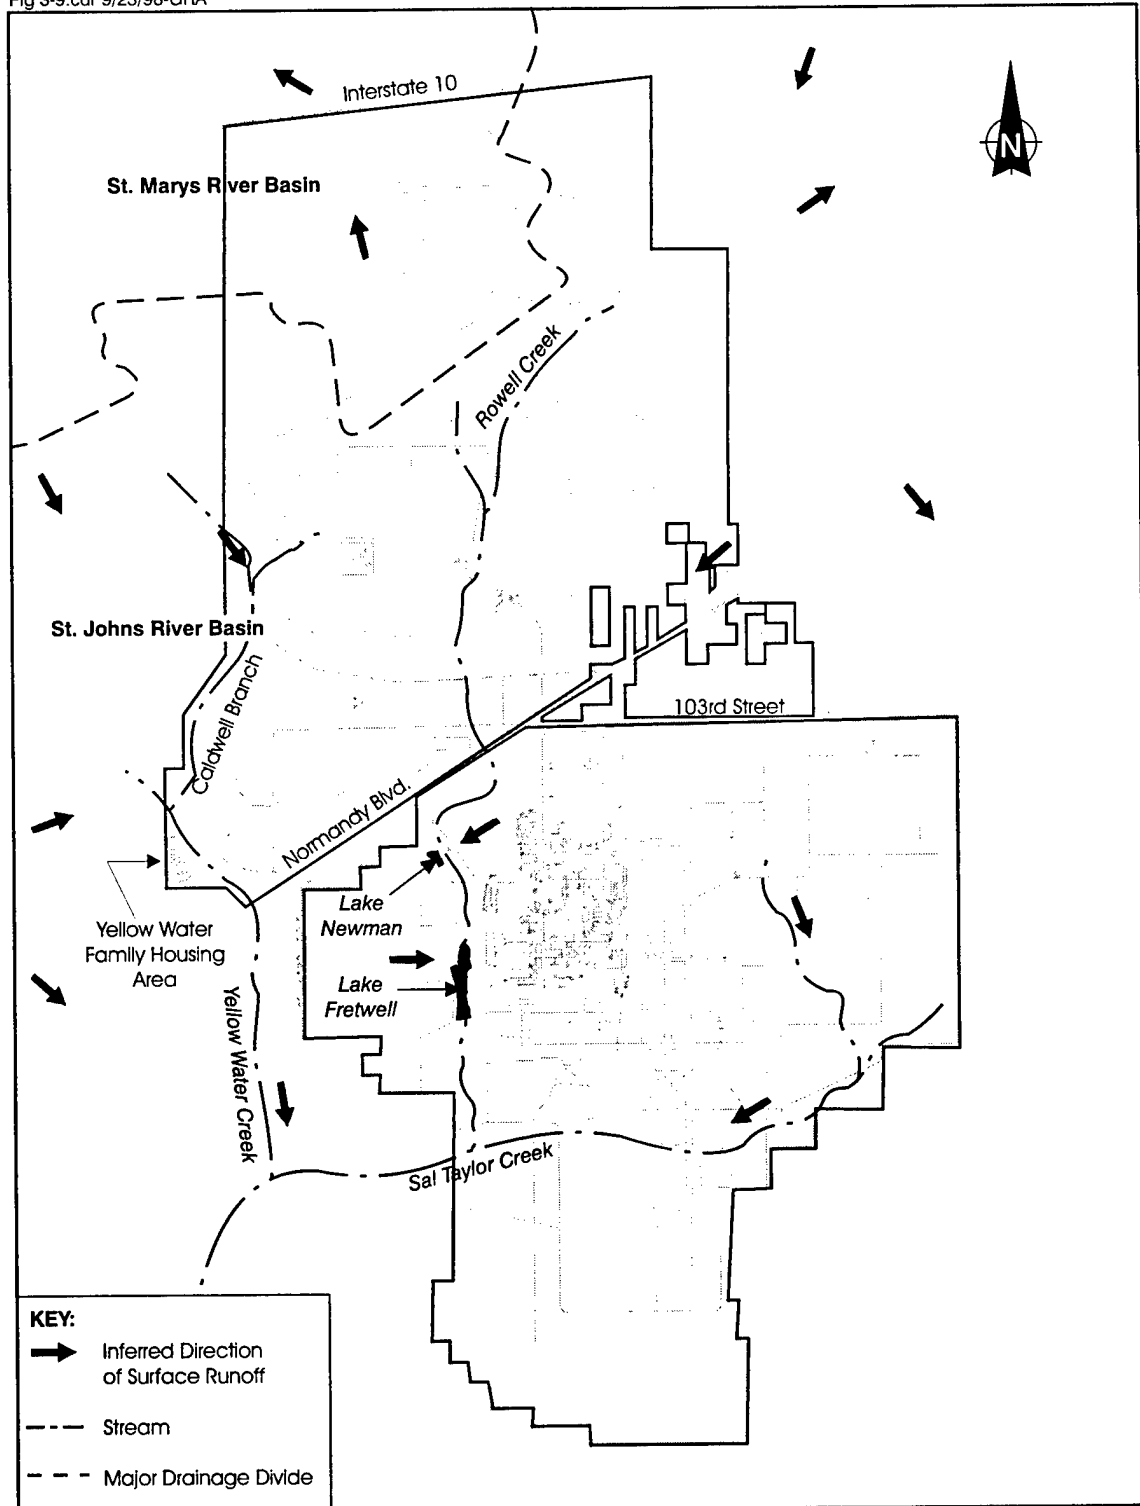 Fig 3-9.cdr 9/23/98-GRA
Interstate 10
N
St. Marys River Basin
Rowell Creek
St. Johns River Basin
Caldwell Branch
103rd Street
Normandy Blvd.
Lake
Newman
Yellow Water
Family Housing
Area
Lake
Fretwell
Yellow Water Creek
Sal Taylor Creek
KEY:
Inferred Direction
of Surface Runoff
Stream
Major Drainage Divide